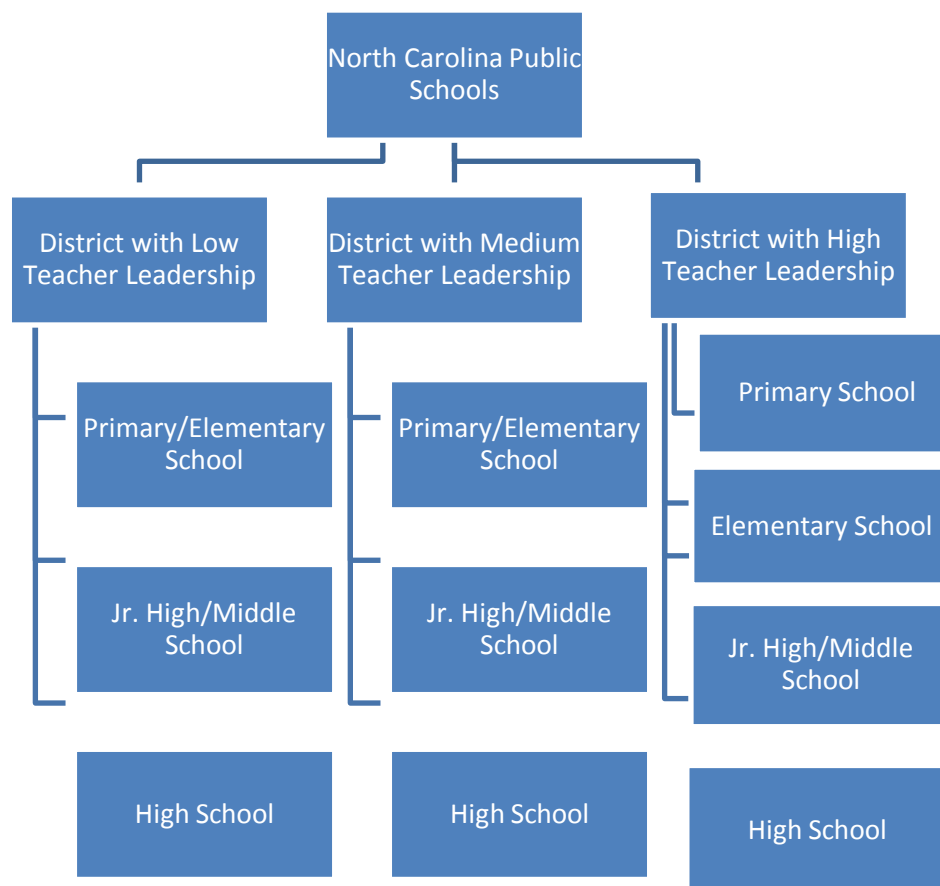 North Carolina Public
Schools
District with Low
Teacher Leadership
District with Medium
Teacher Leadership
District with High
Teacher Leadership
Primary/Elementary
School
Jr. High/Middle
School
High School
Primary/Elementary
School
Jr. High/Middle
School
High School
Primary School
Elementary School
Jr. High/Middle
School
High School